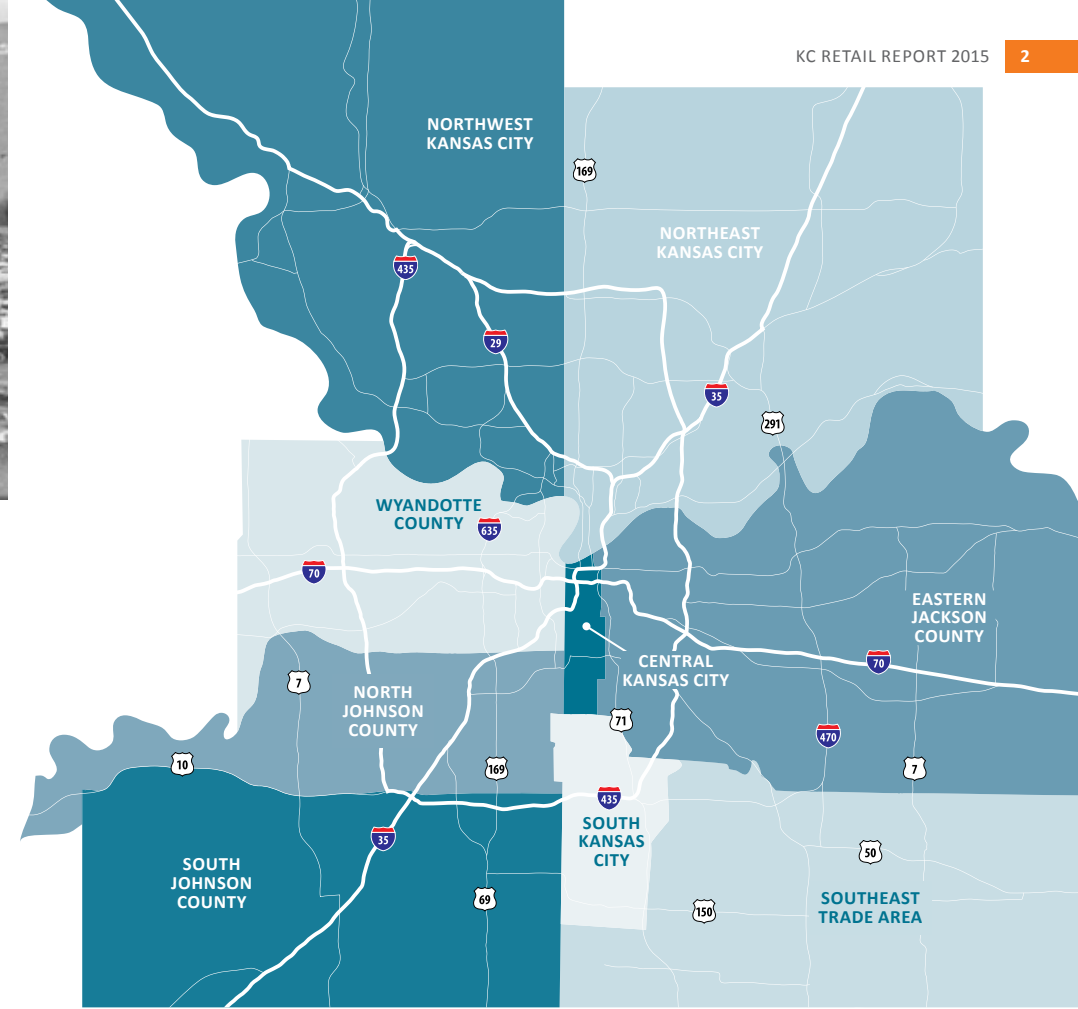 KC RETAIL REPORT 2015
2
NORTHWEST
KANSAS CITY
169
NORTHEAST
KANSAS CITY
435
29
35
291
WYANDOTTE
COUNTY
635
70
EASTERN
JACKSON
COUNTY
CENTRAL
KANSAS CITY
70
7
NORTH
JOHNSON
COUNTY
71
470
10
169
7
435
SOUTH
KANSAS
CITY
35
50
SOUTH
JOHNSON
COUNTY
69
150
SOUTHEAST
TRADE AREA